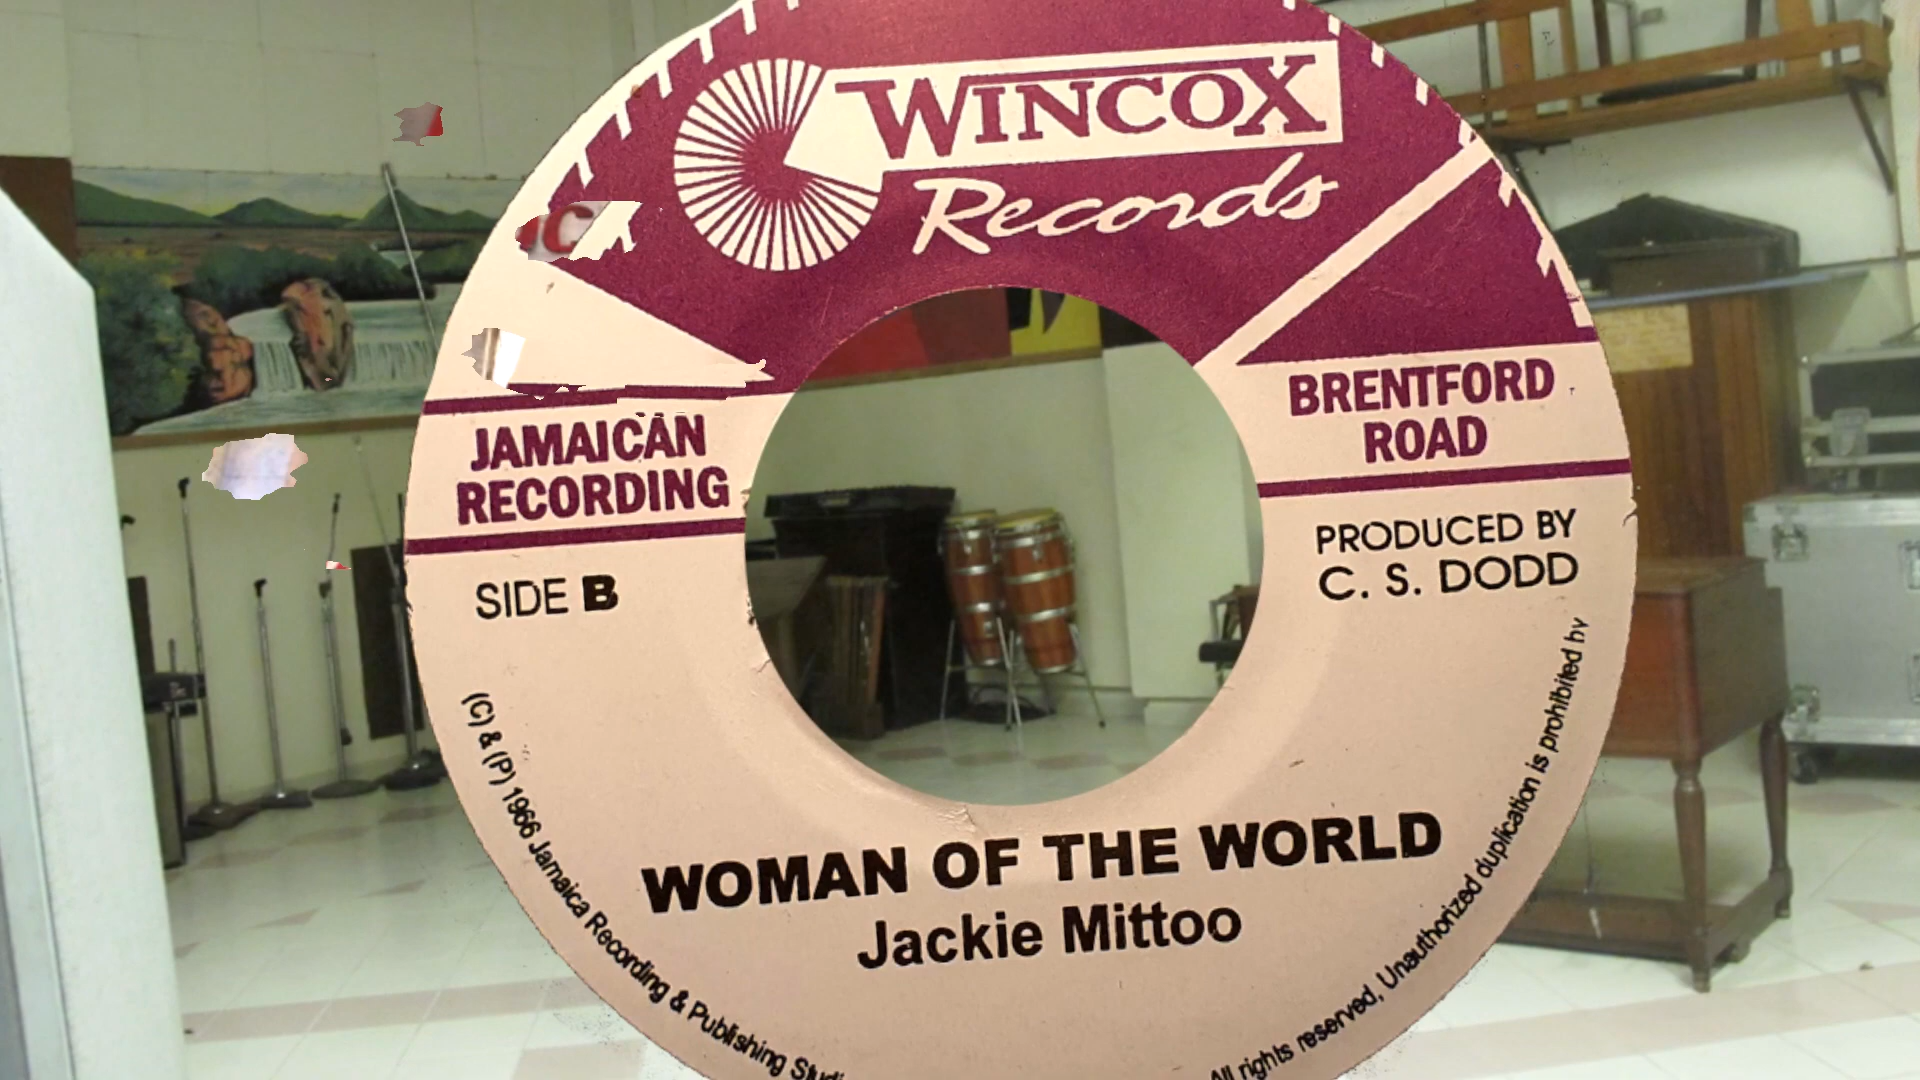 WINCOX
Records
JAMAICAN
RECORDING
BRENTFORD
ROAD
SIDE B
PRODUCED BY
C. S. DODD
WOMAN OF THE WORLD
Jackie Mittoo
(C) & (P) 1966 Jamaica Recording & Publishing
All rights reserved, Unauthorized duplication is prohibited by